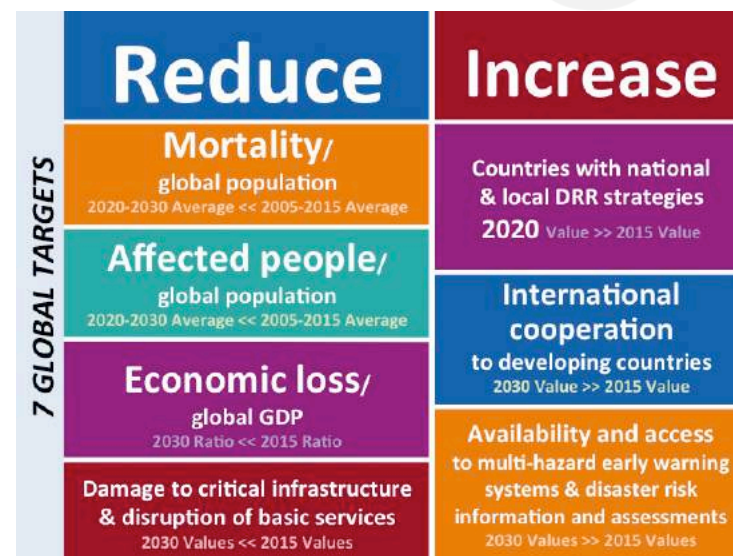 7 GLOBAL TARGETS
Reduce
Mortality/
global population
2020-2030 Average << 2005-2015 Average
Affected people/
global population
2020-2030 Average << 2005-2015 Average
Economic loss/
global GDP
2030 Ratio << 2015 Ratio
Damage to critical infrastructure
& disruption of basic services
2030 Values << 2015 Values
Increase
Countries with national
& local DRR strategies
2020 Value >> 2015 Value
International
cooperation
to developing countries
2030 Value >> 2015 Value
Availability and access
to multi-hazard early warning
systems & disaster risk
information and assessments
2030 Values >> 2015 Values